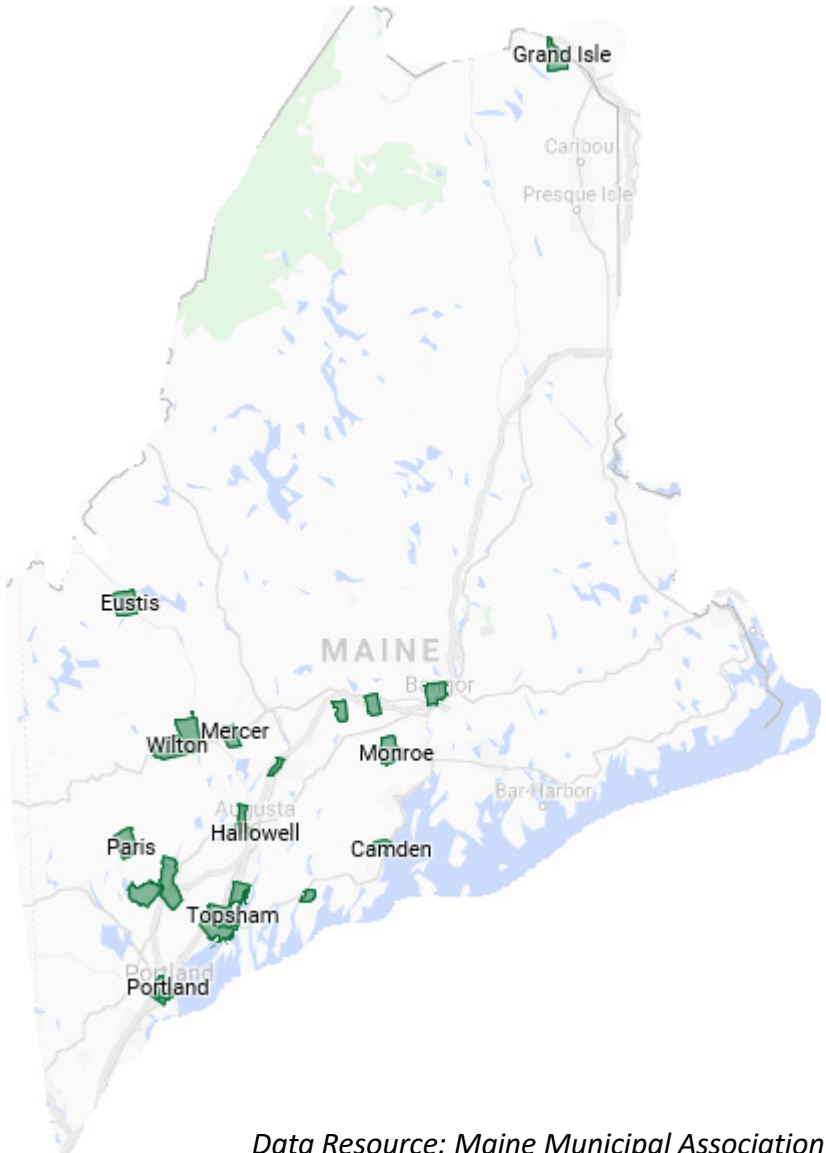 Grand Isle
Caribou
Presque Isle
Eustis
MAINE
Bangor
Mercer
Wilton
Monroe
Bar Harbor
Augusta
Hallowell
Paris
Camden
Topsham
Portland
Portland
Data Resource: Maine Municipal Association